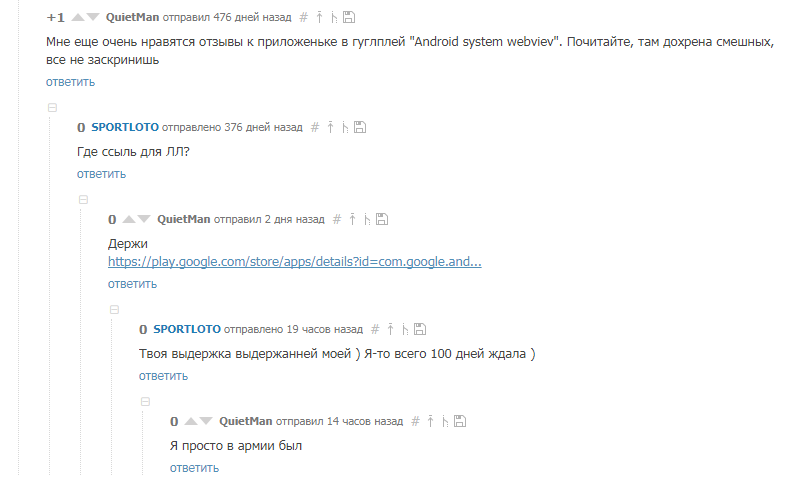 +1 QuietMan отправил 476 дней назад #
Мне еще очень нравятся отзывы к приложеньке в гуглплей "Android system webviev". Почитайте, там дохрена смешных,
все не заскринишь
ответить
0 SPORTLOTO отправлено 376 дней назад #
Где ссыль для ЛЛ?
ответить
0 QuietMan отправил 2 дня назад #
Держи
https://play.google.com/store/apps/details?id=com.google.and...
ответить
0 SPORTLOTO отправлено 19 часов назад #
Твоя выдержка выдержанней моей ) Я-то всего 100 дней ждала )
ответить
0 QuietMan отправил 14 часов назад #
Я просто в армии был
ответить